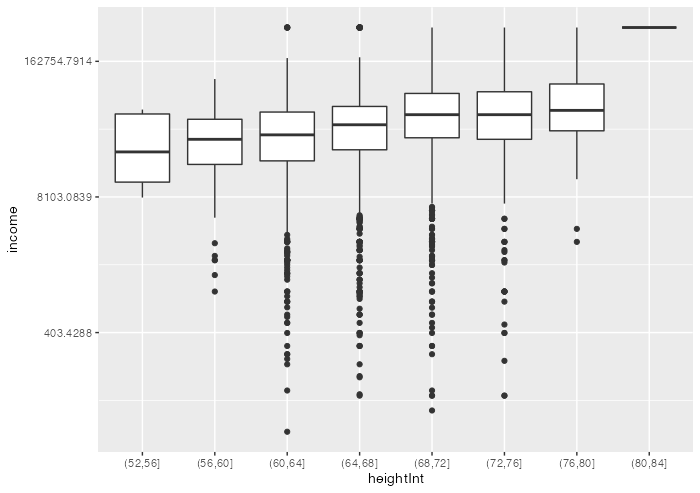 income
162754.7914
8103.0839
403.4288
(52,56] (56,60] (60,64] (64,68] (68,72] (72,76] (76,80] (80,84]
heightInt